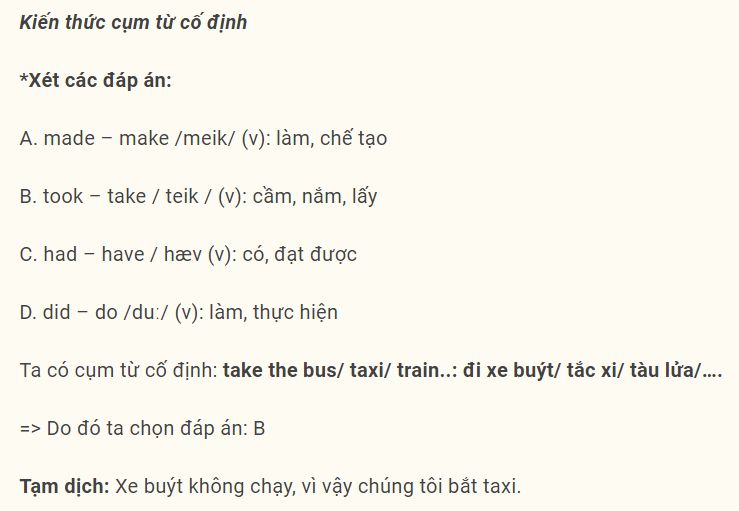 Kiến thức cụm từ cố định
*Xét các đáp án:
A. made – make /meik/ (v): làm, chế tạo
B. took – take / teik / (v): cầm, nắm, lấy
C. had – have / hæv (v): có, đạt được
D. did – do /duː/ (v): làm, thực hiện
Ta có cụm từ cố định: take the bus/ taxi/ train..: đi xe buýt/ tắc xi/ tàu lửa/....
=> Do đó ta chọn đáp án: B
Tạm dịch: Xe buýt không chạy, vì vậy chúng tôi bắt taxi.